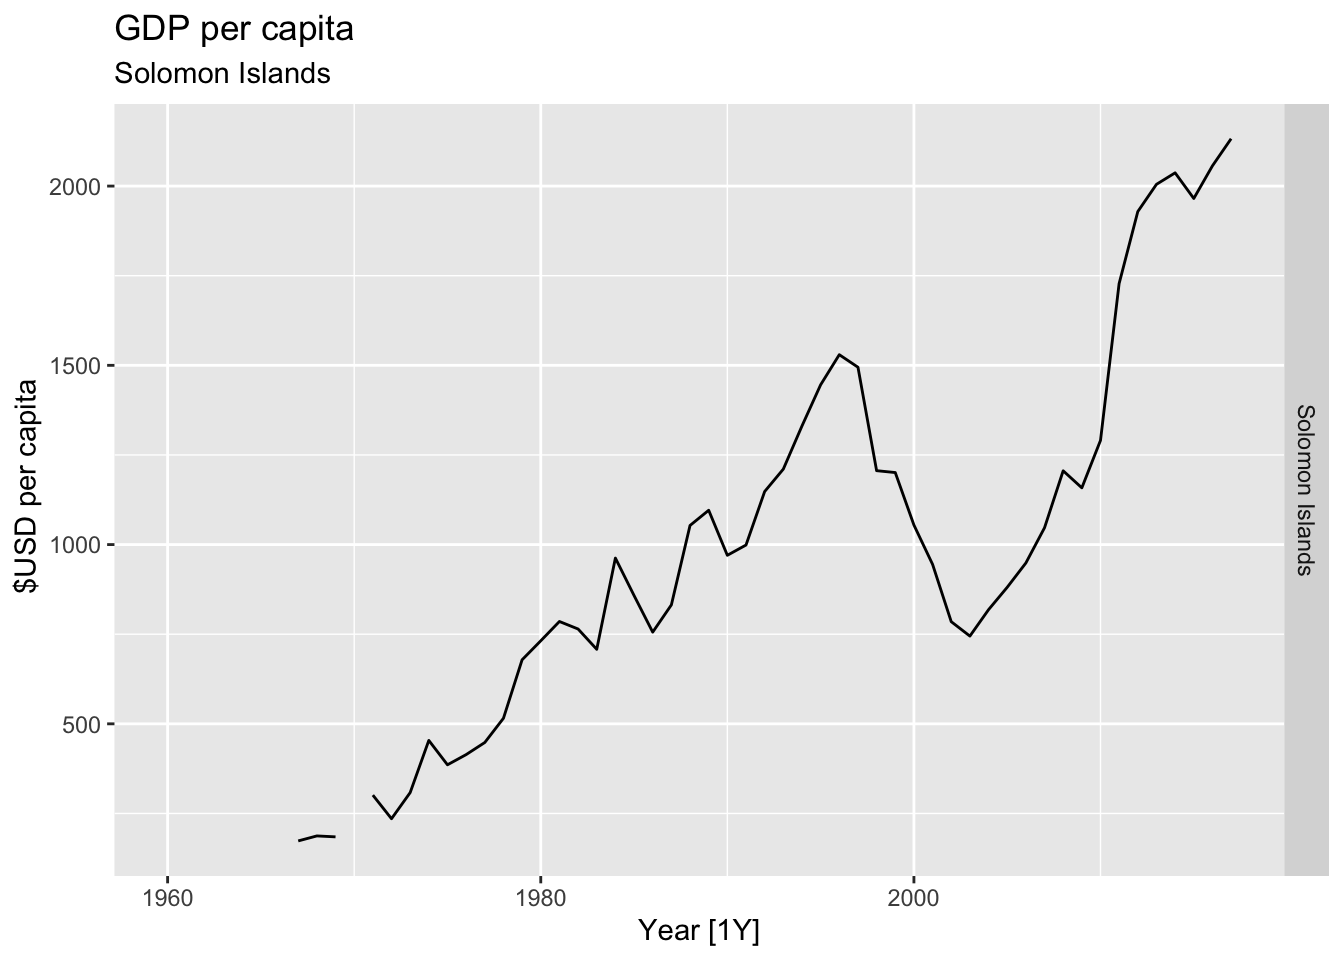 GDP per capita
Solomon Islands
2000
1500
1000
500
$USD per capita
Solomon Islands
1960
1980
2000
Year [1Y]